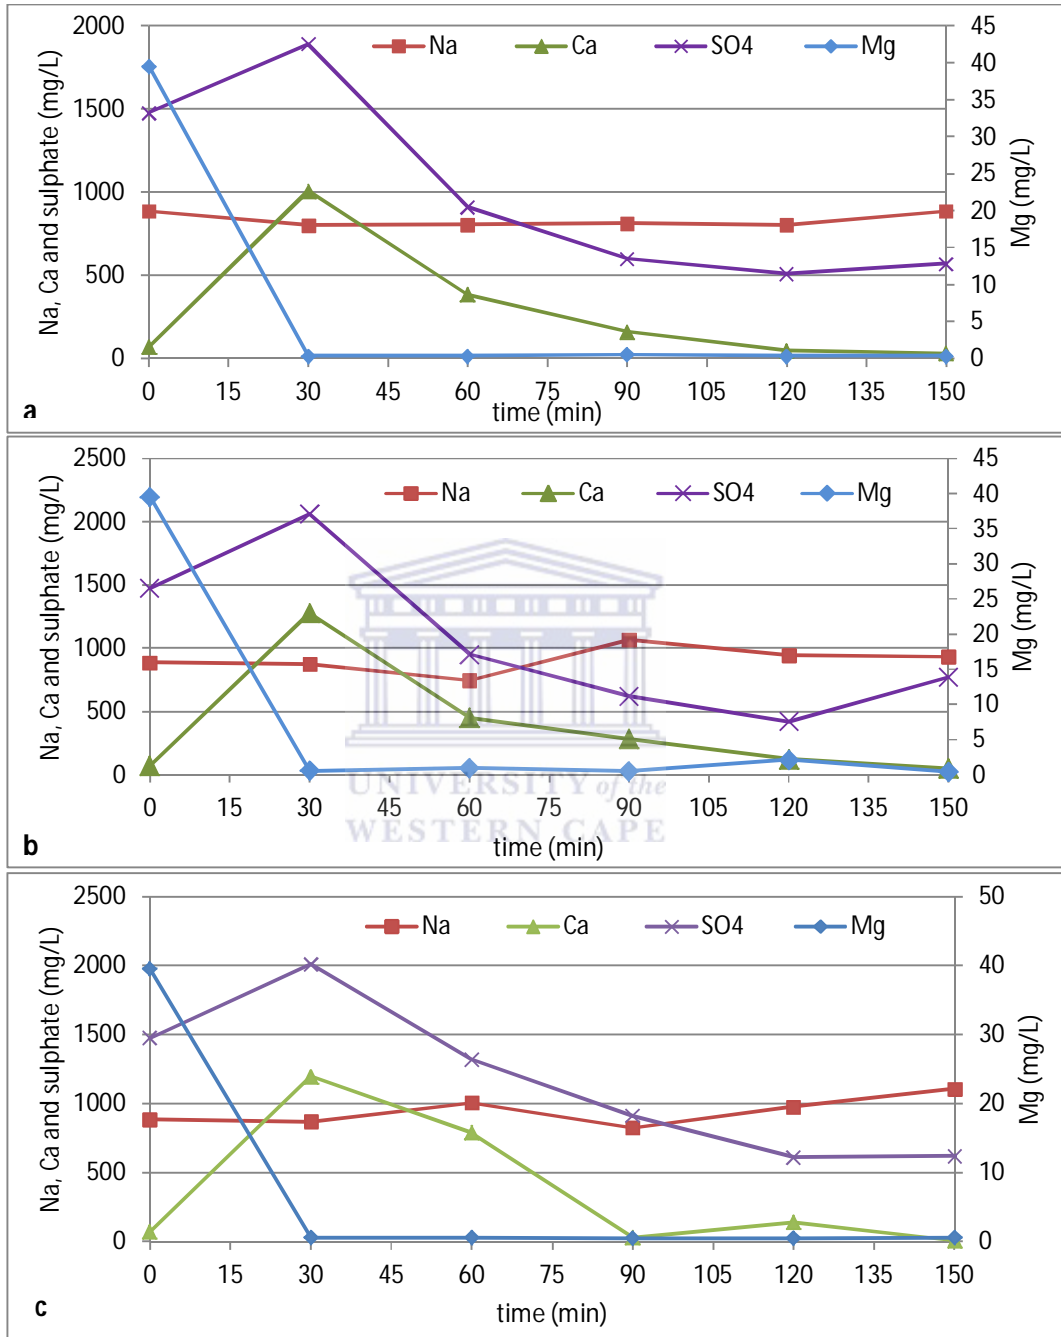 2000 45
Na Ca SO4 Mg
40
1500 35
30
1000 25
20
15
500 10
5
0 0
0 15 30 45 60 75 90 105 120 135 150
Na, Ca and sulphate (mg/L)
Mg (mg/L)
time (min)
a
2500 45
Na Ca SO4 Mg
40
2000 35
30
1500 25
1000 20
15
500 10
5
0 0
0 15 30 45 60 75 90 105 120 135 150
Na, Ca and sulphate (mg/L)
Mg (mg/L)
UNIVERSITY of the
WESTERN CAPE
time (min)
b
2500 50
Na Ca SO4 Mg
2000 40
1500 30
1000 20
500 10
0 0
0 15 30 45 60 75 90 105 120 135 150
Na, Ca and sulphate (mg/L)
Mg (mg/L)
time (min)
c